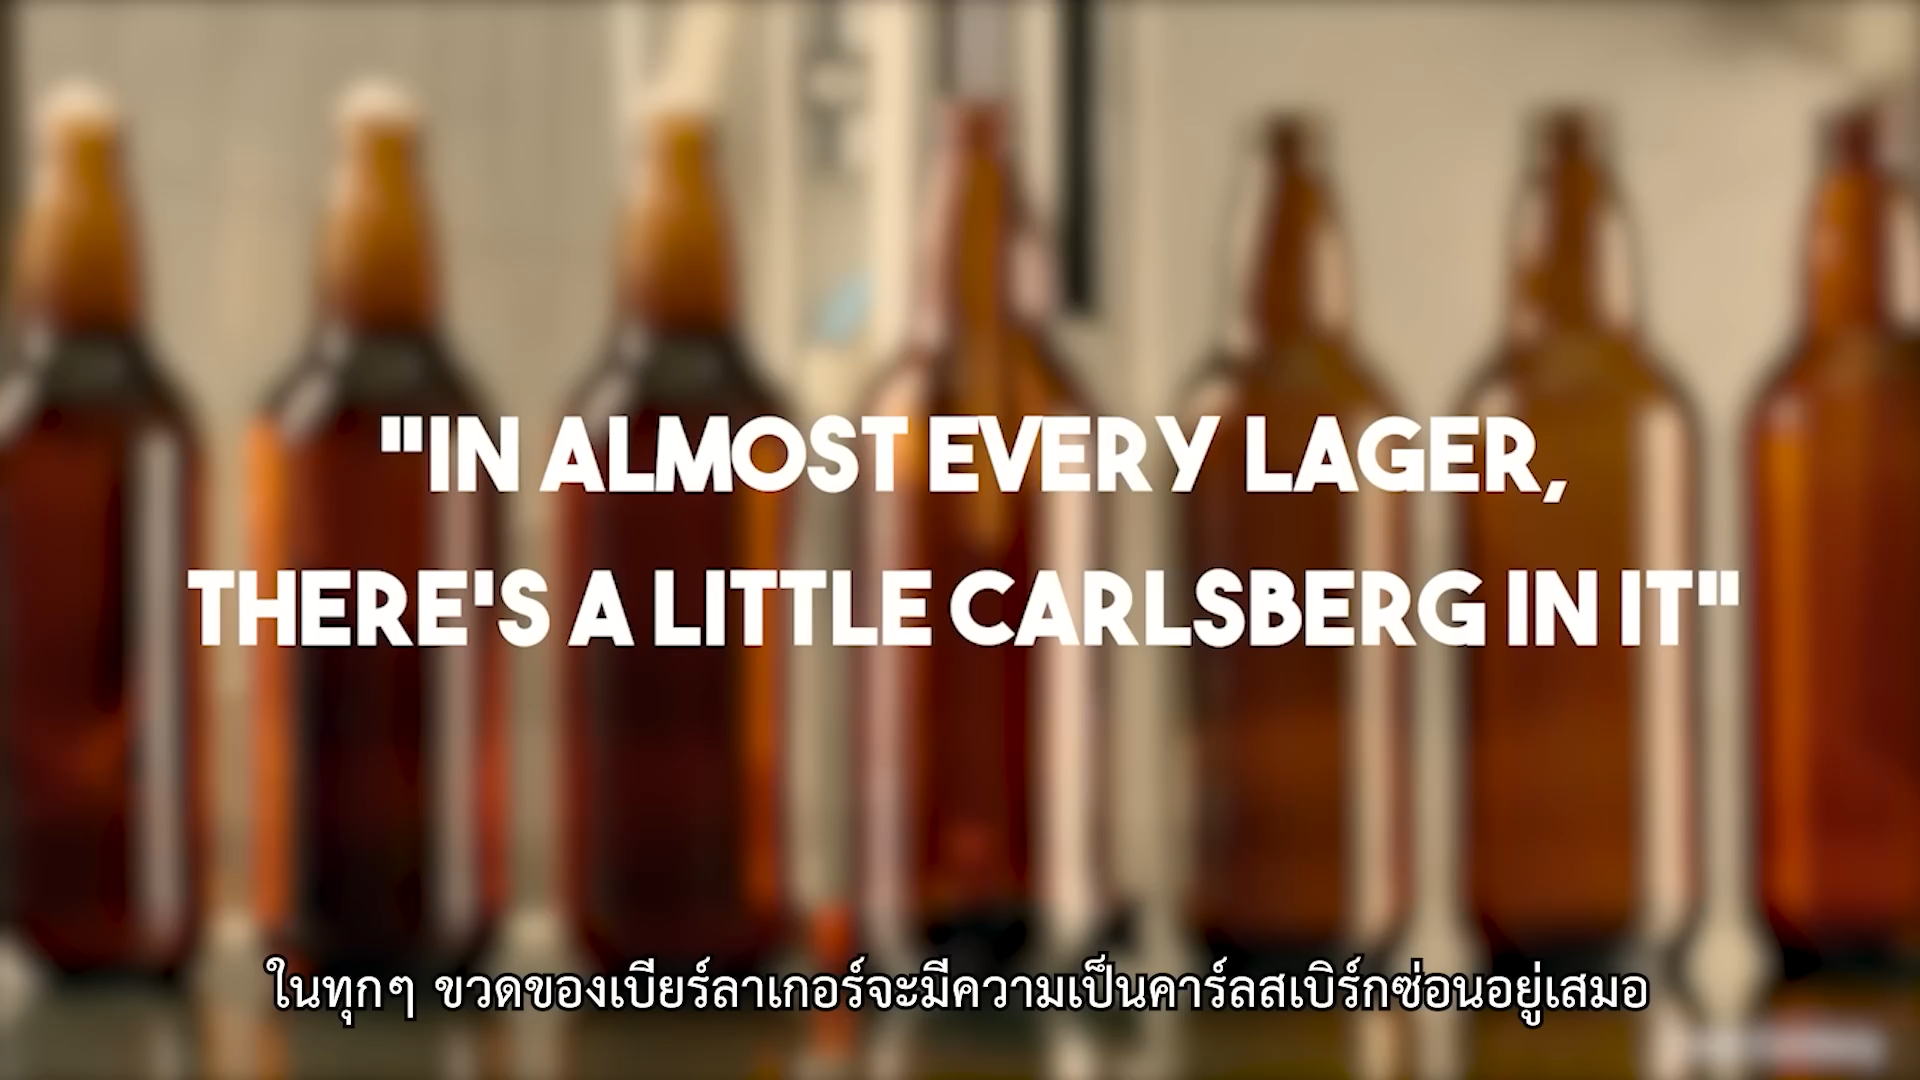 "IN ALMOST EVERY LAGER,
THERE'S A LITTLE CARLSBERG IN IT"
ในทุกๆ ขวดของเบียร์ลาเกอร์จะมีความเป็นคาร์ลสเบิร์กซ่อนอยู่เสมอ